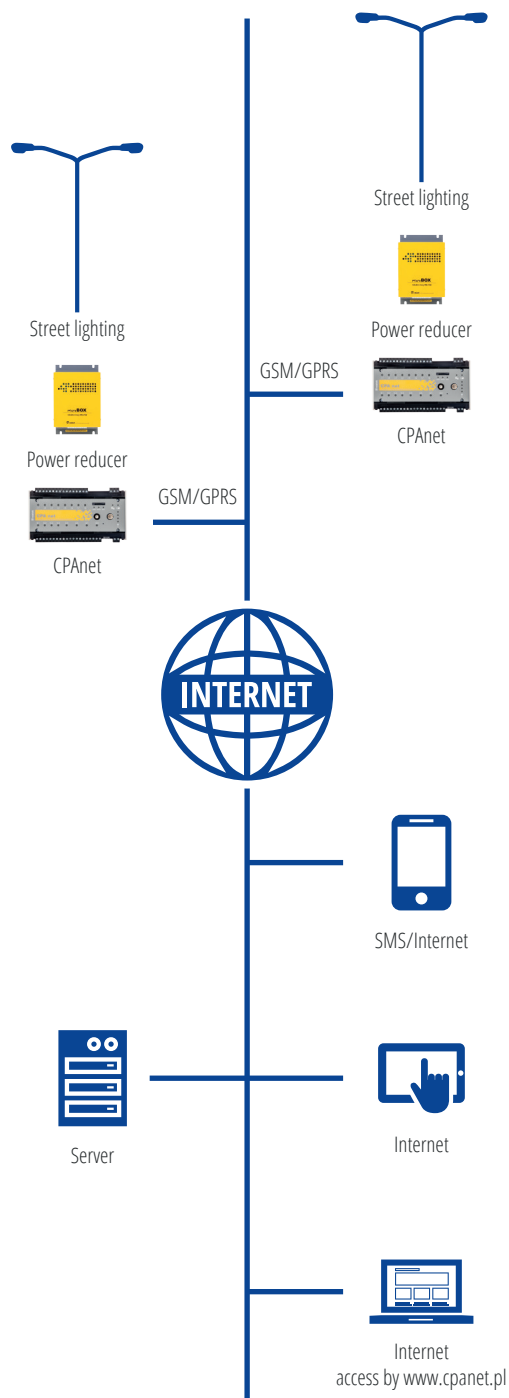 Street lighting
Power reducer
GSM/GPRS
CPAnet
Street lighting
Power reducer
GSM/GPRS
CPAnet
INTERNET
SMS/Internet
Server
Internet
Internet
access by www.cpanet.pl